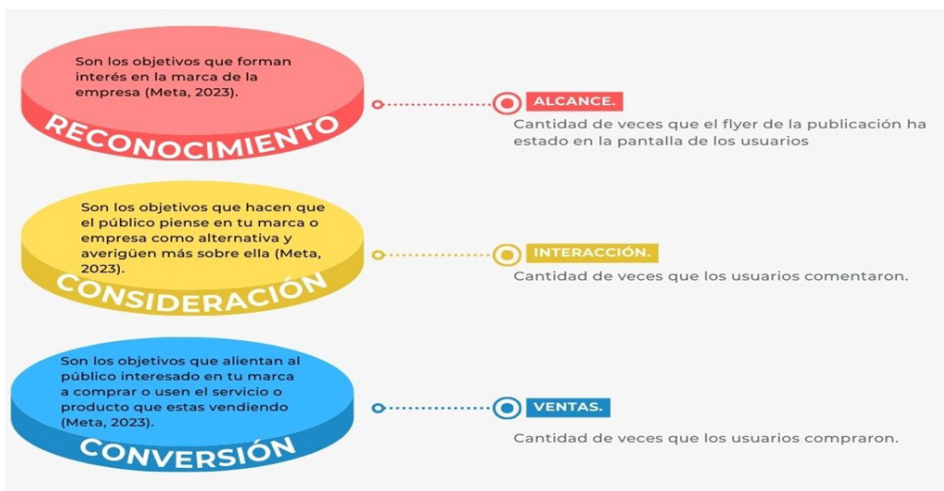 Son los objetivos que forman
interés en la marca de la
empresa (Meta, 2023).
RECONOCIMIENTO
ALCANCE.
Cantidad de veces que el flyer de la publicación ha
estado en la pantalla de los usuarios
Son los objetivos que hacen que
el público piense en tu marca o
empresa como alternativa y
averigüen más sobre ella (Meta,
2023).
CONSIDERACIÓN
INTERACCIÓN.
Cantidad de veces que los usuarios comentaron.
Son los objetivos que alientan al
público interesado en tu marca
a comprar o usen el servicio o
producto que estas vendiendo
(Meta, 2023).
CONVERSIÓN
VENTAS.
Cantidad de veces que los usuarios compraron.